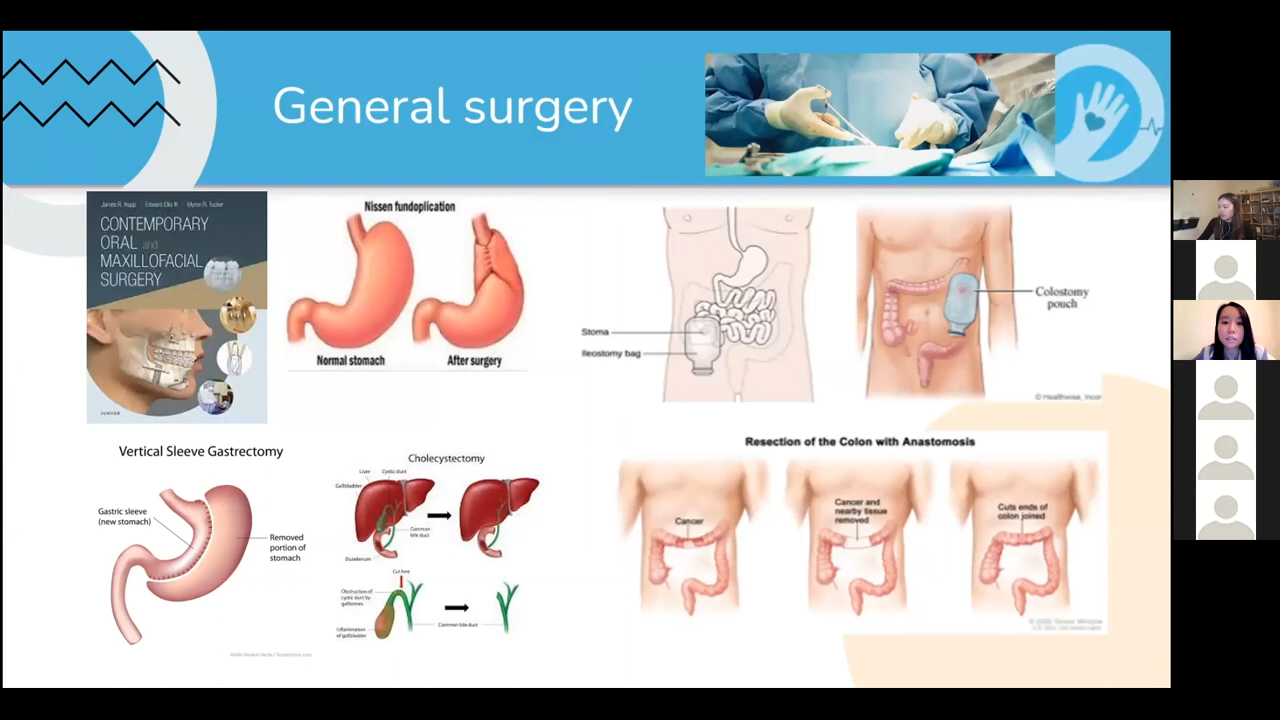 General surgery
James R. Hupp Edward Ellis III Myron R. Tucker
CONTEMPORARY
ORAL and
MAXILLOFACIAL
SURGERY
ELSEVIER
Nissen fundoplication
Normal stomach
After surgery
Stoma
Ileostomy bag
Colostomy
pouch
© Healthwise, Incor
Vertical Sleeve Gastrectomy
Gastric sleeve
(new stomach)
Removed
portion of
stomach
Cholecystectomy
Liver
Cystic duct
Gallbladder
Common
bile duct
Duodenum
Cut here
Obstruction of
cystic duct by
gallstones
Inflammation
of gallbladder
Common bile duct
Resection of the Colon with Anastomosis
Cancer
Cancer and
nearby tissue
removed
Cuts ends of
colon joined